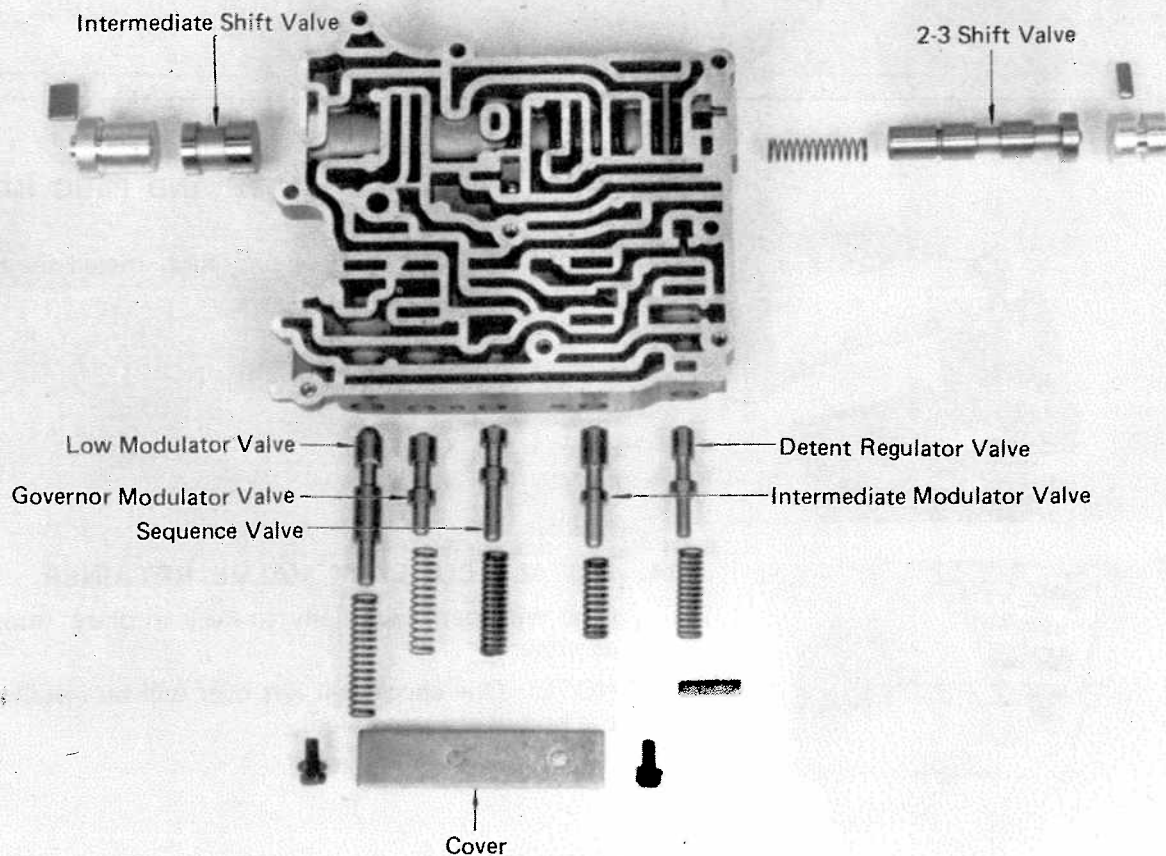 Intermediate Shift Valve
2-3 Shift Valve
Low Modulator Valve
Detent Regulator Valve
Governor Modulator Valve
Intermediate Modulator Valve
Sequence Valve
Cover